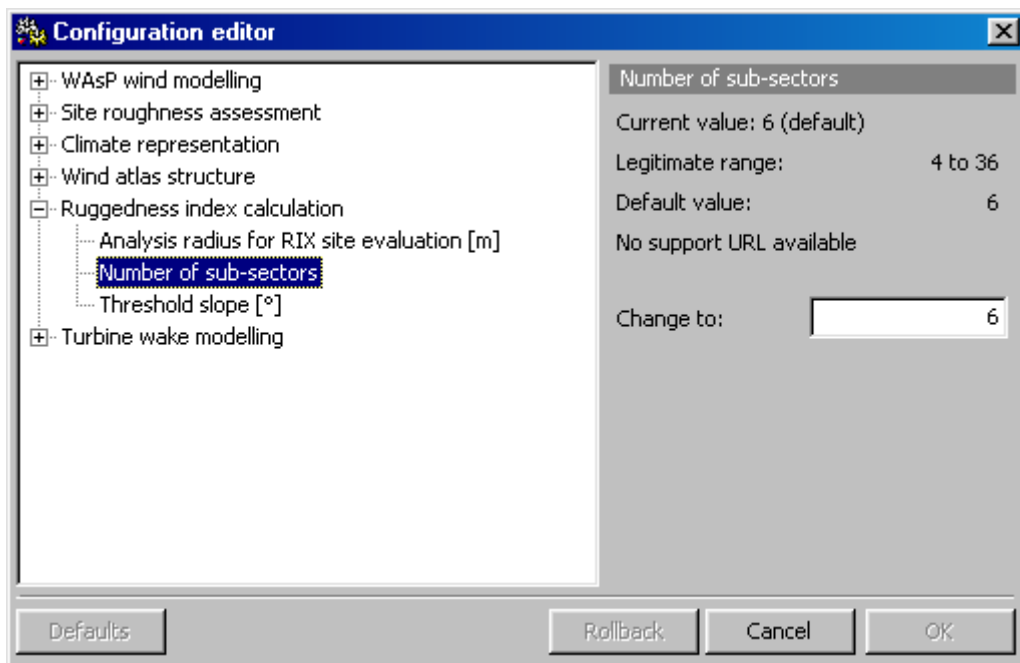 Configuration editor
WAsP wind modelling
Site roughness assessment
Climate representation
Wind atlas structure
Ruggedness index calculation
Analysis radius for RIX site evaluation [m]
Number of sub-sectors
Threshold slope [°]
Turbine wake modelling
Number of sub-sectors
Current value: 6 (default)
Legitimate range: 4 to 36
Default value: 6
No support URL available
Change to: 6
Defaults Rollback Cancel OK